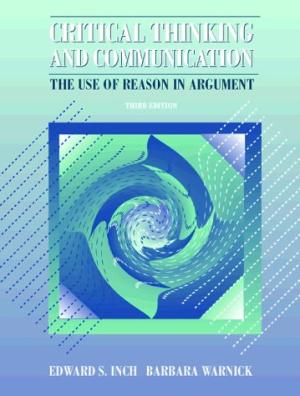 CRITICAL THINKING
AND COMMUNICATION
THE USE OF REASON IN ARGUMENT
THIRD EDITION
EDWARD S. INCH BARBARA WARNICK